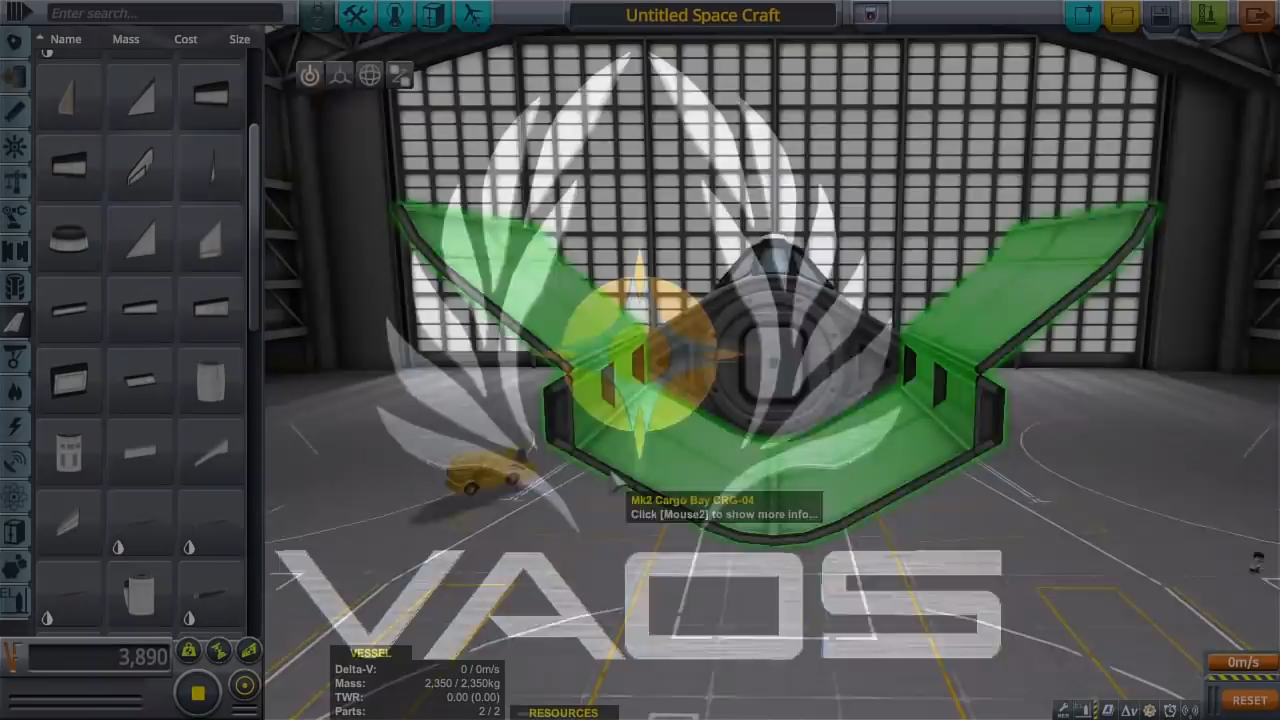 Enter search...
Untitled Space Craft
Name Mass Cost Size
Mk2 Cargo Bay CRG-04
Click [Mouse2] to show more info...
VAOS
EL
3,890
VESSEL
Delta-V: 0 / 0m/s
Mass: 2,350 / 2,350kg
TWR: 0.00 (0.00)
Parts: 2 / 2
RESOURCES
0m/s
RESET
Δv